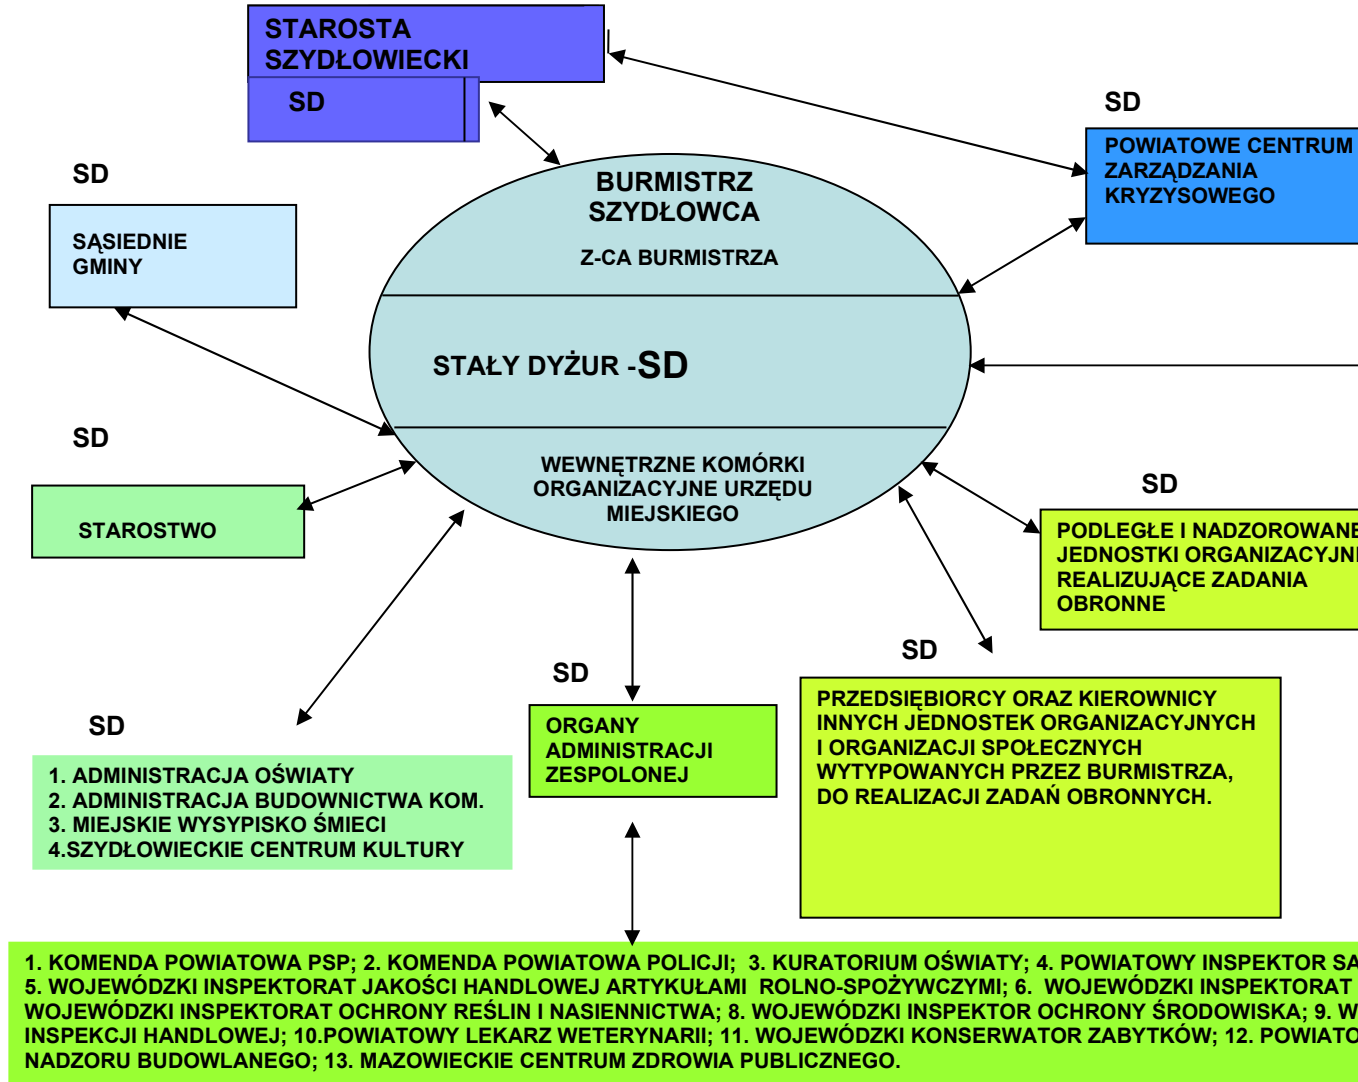 STAROSTA
SZYDŁOWIECKI
SD
SD
POWIATOWE CENTRUM
ZARZĄDZANIA
KRYZYSOWEGO
SD
SĄSIEDNIE
GMINY
BURMISTRZ
SZYDŁOWCA
Z-CA BURMISTRZA
STAŁY DYŻUR -SD
WEWNĘTRZNE KOMÓRKI
ORGANIZACYJNE URZĘDU
MIEJSKIEGO
SD
STAROSTWO
SD
PODLEGŁE I NADZOROWANE
JEDNOSTKI ORGANIZACYJNE
REALIZUJĄCE ZADANIA
OBRONNE
SD
PRZEDSIĘBIORCY ORAZ KIEROWNICY
INNYCH JEDNOSTEK ORGANIZACYJNYCH
I ORGANIZACJI SPOŁECZNYCH
WYTYPOWANYCH PRZEZ BURMISTRZA,
DO REALIZACJI ZADAŃ OBRONNYCH.
SD
ORGANY
ADMINISTRACJI
ZESPOLONEJ
SD
1. ADMINISTRACJA OŚWIATY
2. ADMINISTRACJA BUDOWNICTWA KOM.
3. MIEJSKIE WYSYPISKO ŚMIECI
4.SZYDŁOWIECKIE CENTRUM KULTURY
1. KOMENDA POWIATOWA PSP; 2. KOMENDA POWIATOWA POLICJI; 3. KURATORIUM OŚWIATY; 4. POWIATOWY INSPEKTOR SA
5. WOJEWÓDZKI INSPEKTORAT JAKOŚCI HANDLOWEJ ARTYKUŁAMI ROLNO-SPOŻYWCZYMI; 6. WOJEWÓDZKI INSPEKTORAT
WOJEWÓDZKI INSPEKTORAT OCHRONY REŚLIN I NASIENNICTWA; 8. WOJEWÓDZKI INSPEKTOR OCHRONY ŚRODOWISKA; 9. W
INSPEKCJI HANDLOWEJ; 10.POWIATOWY LEKARZ WETERYNARII; 11. WOJEWÓDZKI KONSERWATOR ZABYTKÓW; 12. POWIATO
NADZORU BUDOWLANEGO; 13. MAZOWIECKIE CENTRUM ZDROWIA PUBLICZNEGO.